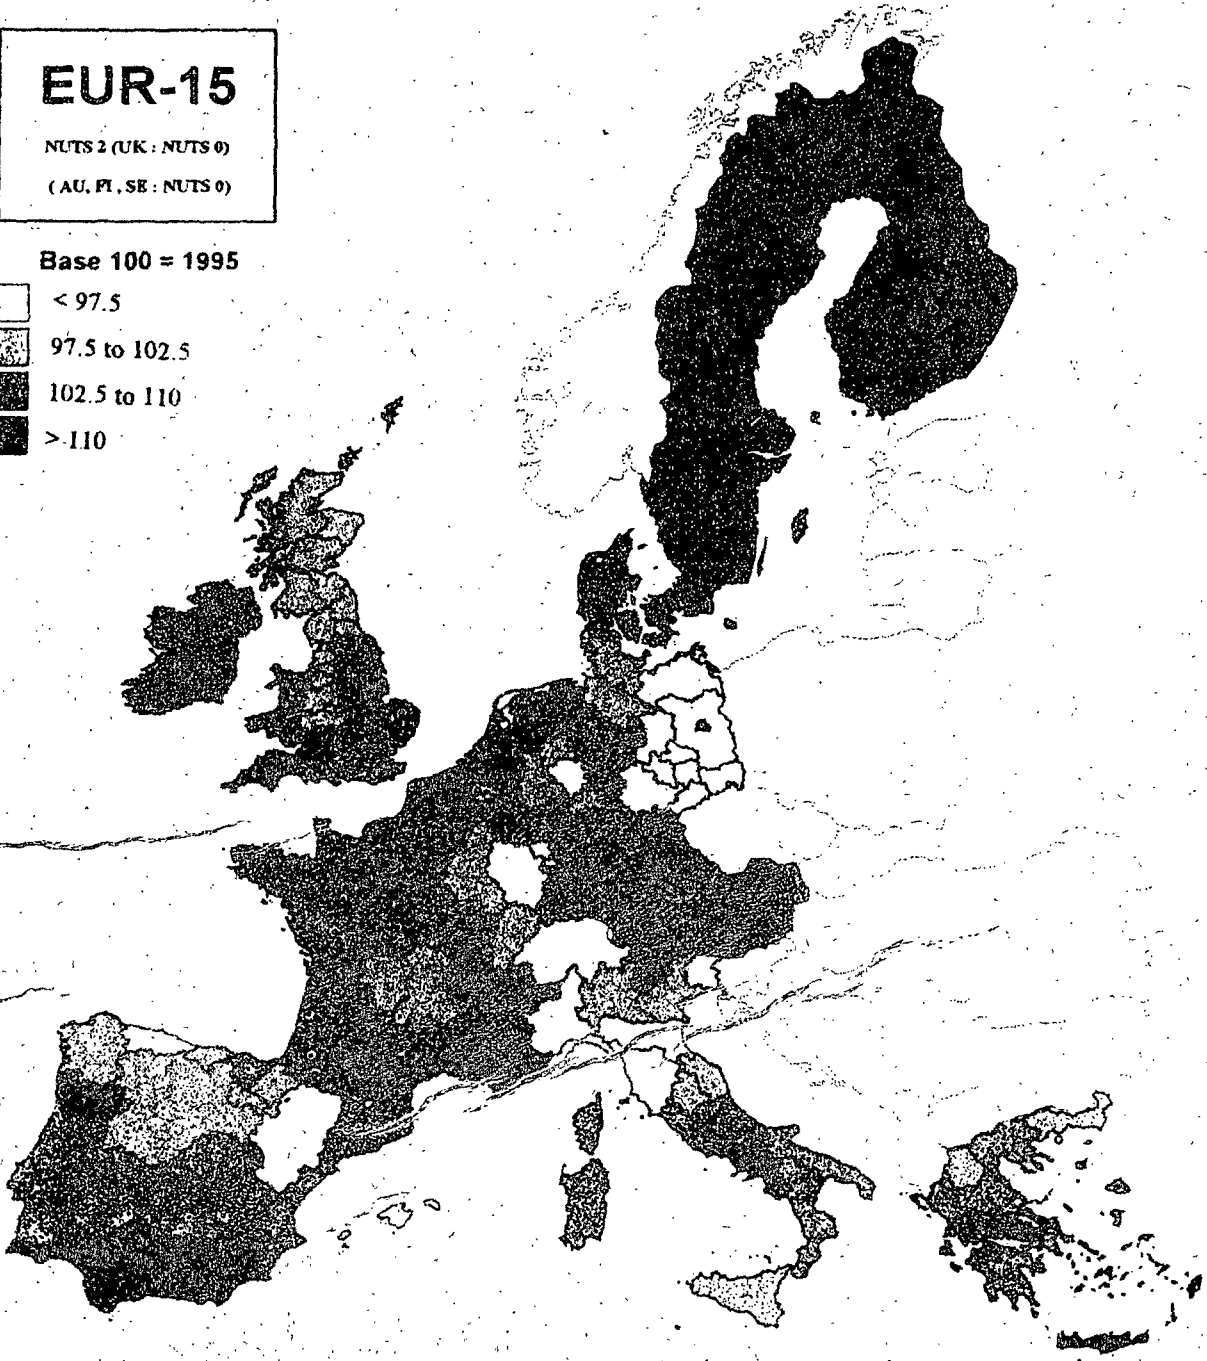 EUR-15
NUTS 2 (UK : NUTS 0)
( AU, FI , SE : NUTS 0)
Base 100 = 1995
< 97.5
97.5 to 102.5
102.5 to 110
> 110